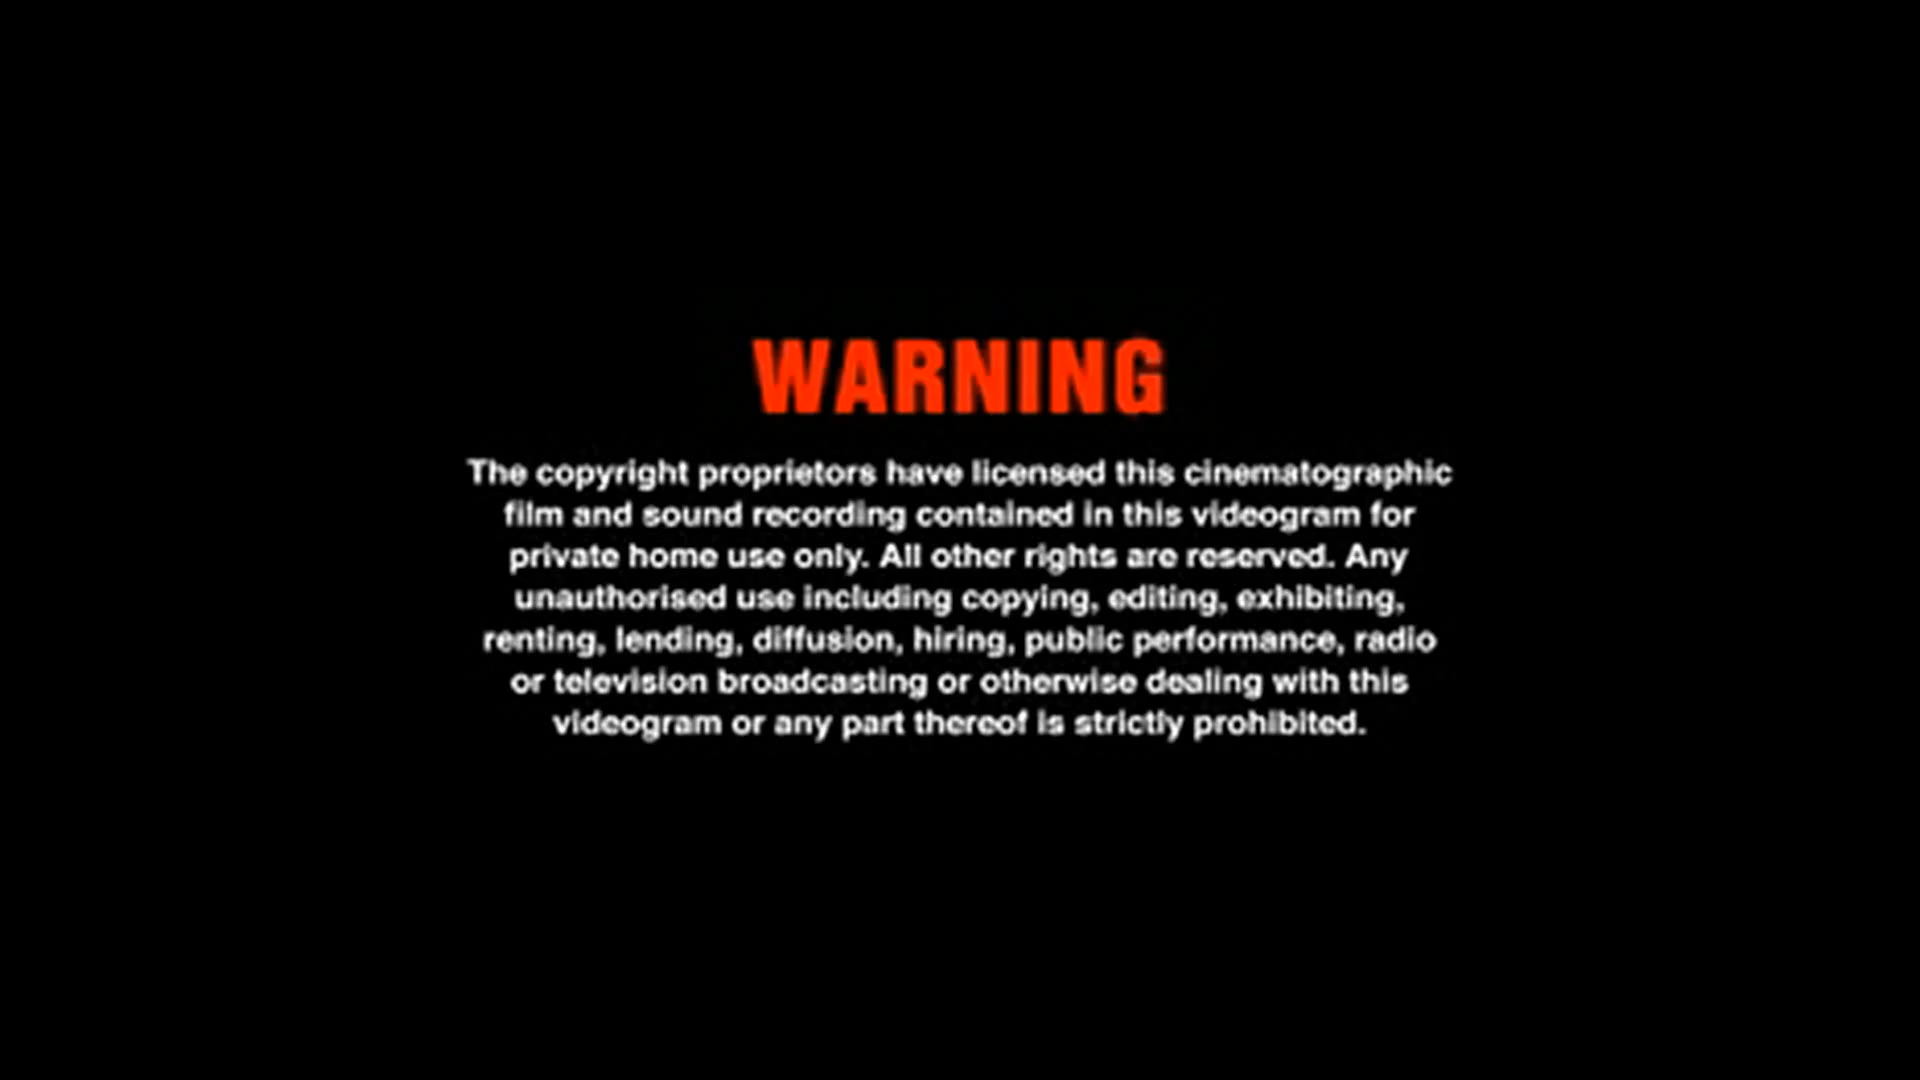 WARNING
The copyright proprietors have licensed this cinematographic
film and sound recording contained in this videogram for
private home use only. All other rights are reserved. Any
unauthorised use including copying, editing, exhibiting,
renting, lending, diffusion, hiring, public performance, radio
or television broadcasting or otherwise dealing with this
videogram or any part thereof is strictly prohibited.